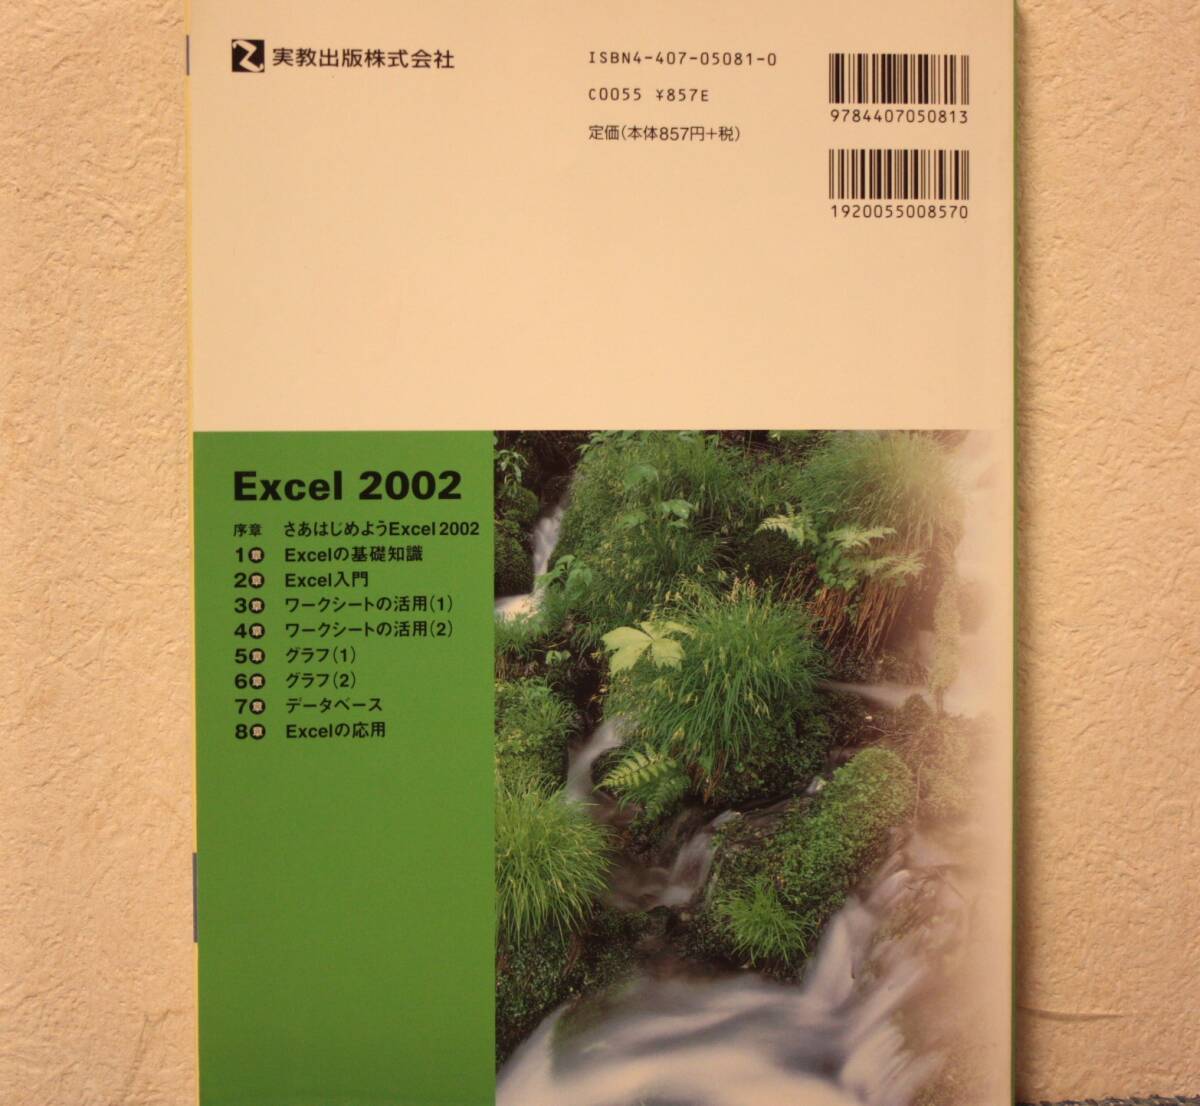 実教出版株式会社
ISBN4-407-05081-0
C0055 ¥857E
定価(本体857円+税)
9784407050813
1920055008570
Excel 2002
序章 さあはじめようExcel 2002
1章 Excelの基礎知識
2章 Excel入門
3章 ワークシートの活用(1)
4章 ワークシートの活用(2)
5章 グラフ(1)
6章 グラフ(2)
7章 データベース
8章 Excelの応用